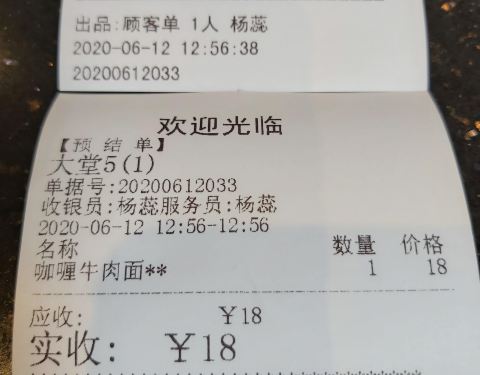 出品:顾客单 1人 杨蕊
2020-06-12 12:56:38
20200612033
欢迎光临
【预 结 单】
大堂5(1)
单据号:20200612033
收银员:杨蕊服务员:杨蕊
2020-06-12 12:56-12:56
名称 数量 价格
咖喱牛肉面** 1 18
应收: ¥18
实收: ¥18